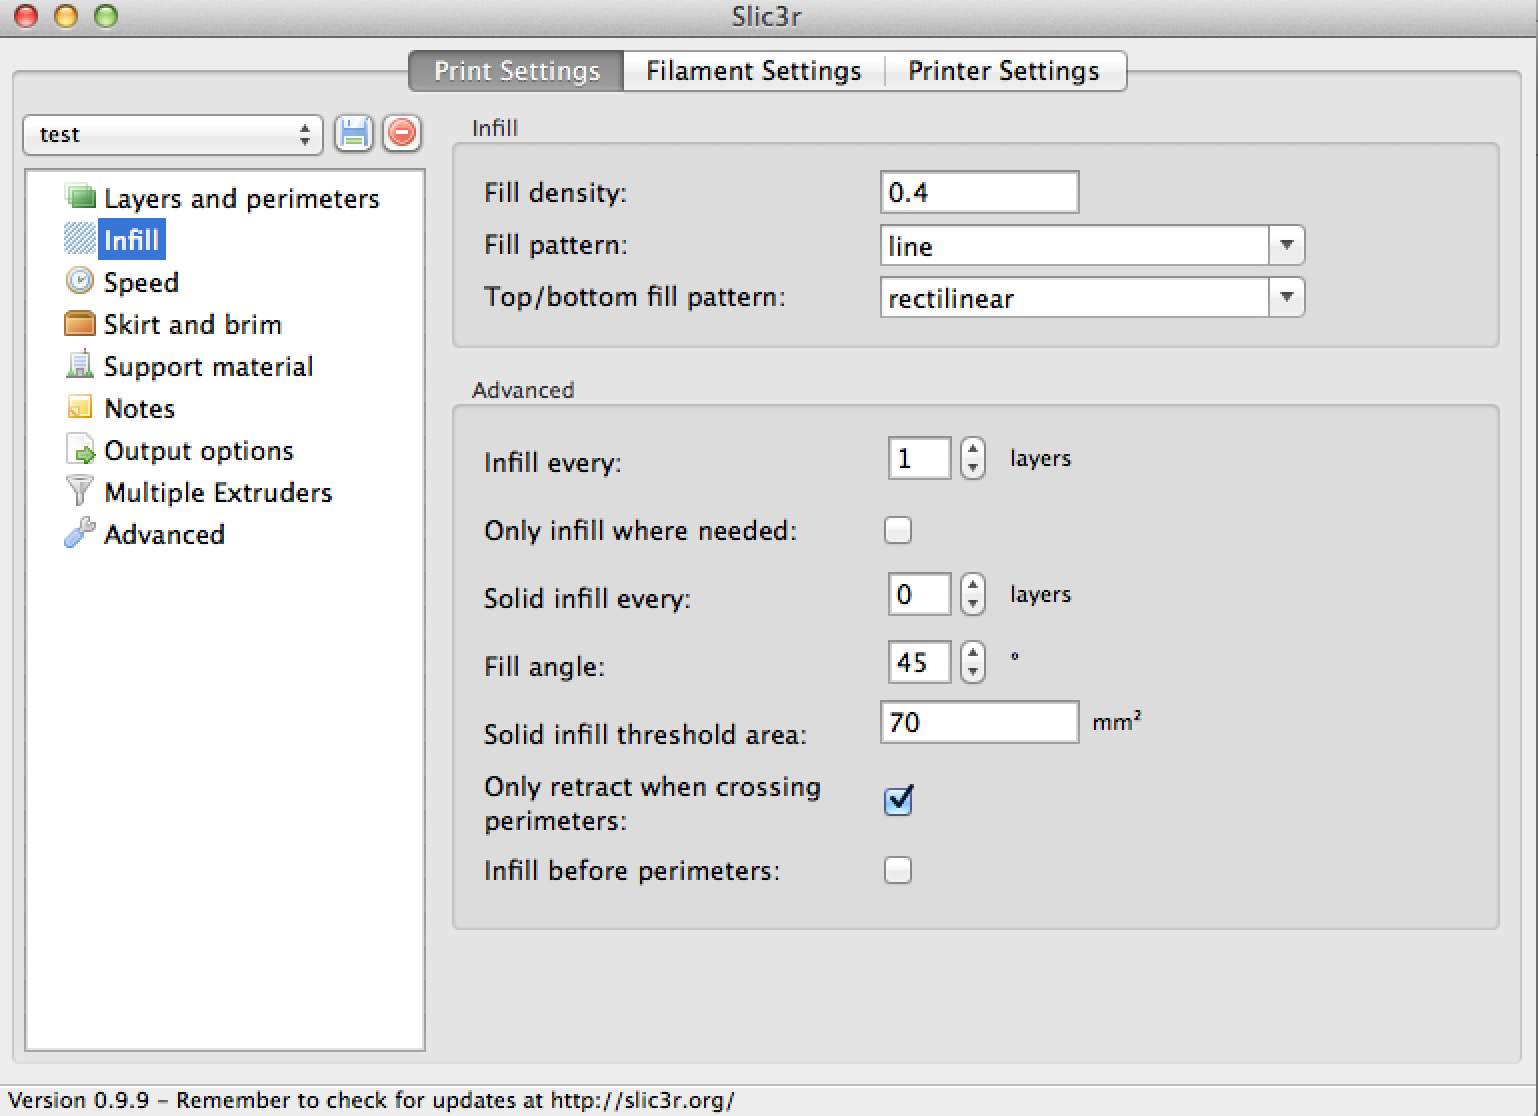 Slic3r
Print Settings
Filament Settings
Printer Settings
test
Layers and perimeters
Infill
Speed
Skirt and brim
Support material
Notes
Output options
Multiple Extruders
Advanced
Infill
Fill density:
0.4
Fill pattern:
line
Top/bottom fill pattern:
rectilinear
Advanced
Infill every:
1
layers
Only infill where needed:
Solid infill every:
0
layers
Fill angle:
45
°
Solid infill threshold area:
70
mm²
Only retract when crossing
perimeters:
Infill before perimeters:
Version 0.9.9 – Remember to check for updates at http://slic3r.org/